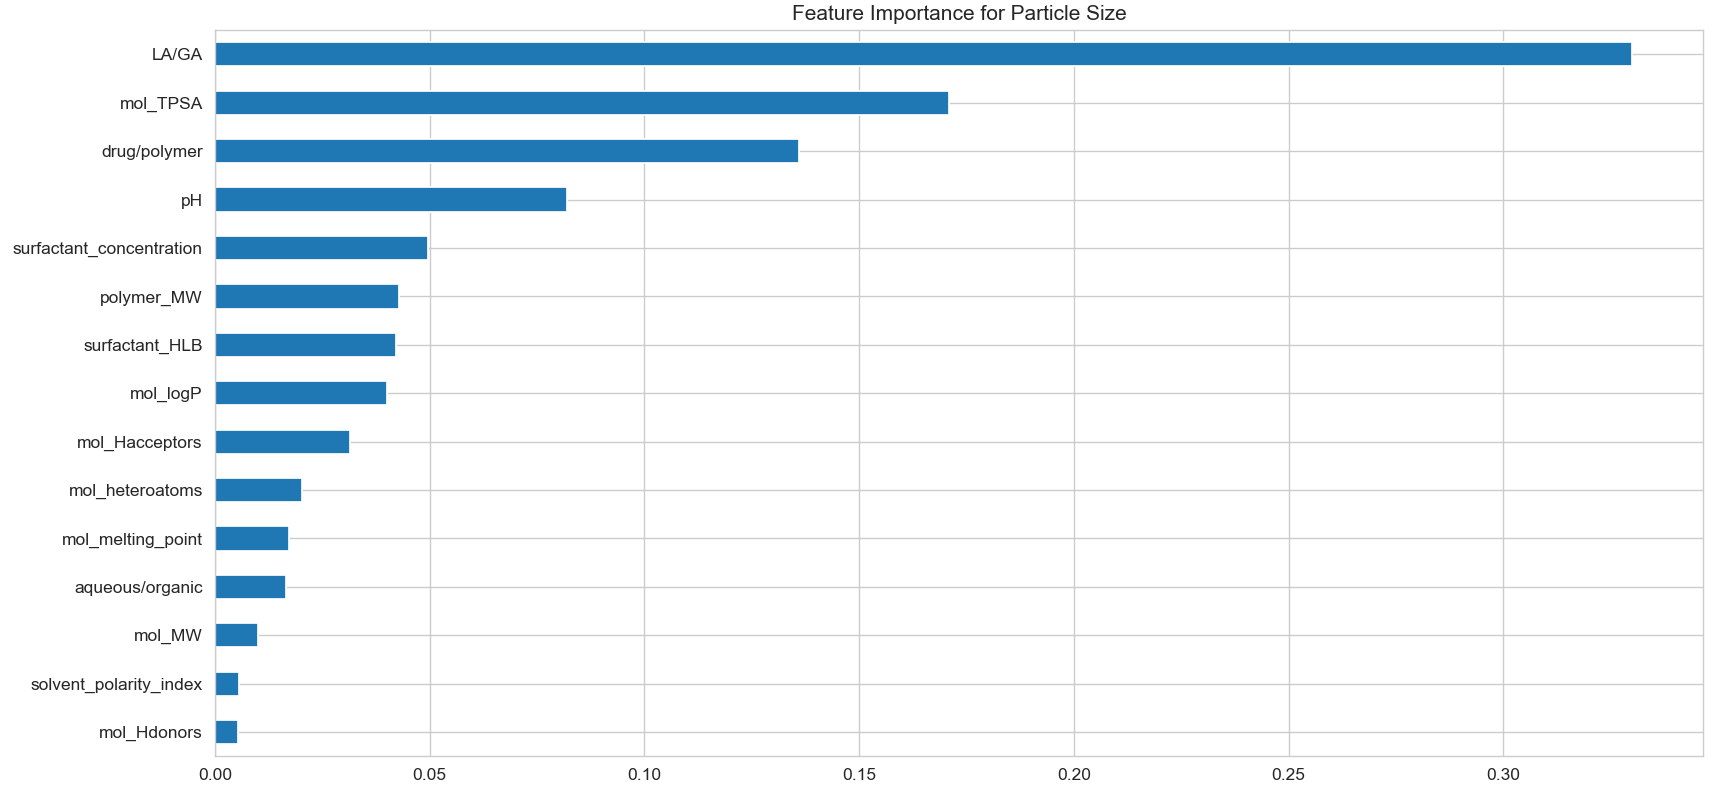 Feature Importance for Particle Size
LA/GA
mol_TPSA
drug/polymer
pH
surfactant_concentration
polymer_MW
surfactant_HLB
mol_logP
mol_Hacceptors
mol_heteroatoms
mol_melting_point
aqueous/organic
mol_MW
solvent_polarity_index
mol_Hdonors
0.00 0.05 0.10 0.15 0.20 0.25 0.30